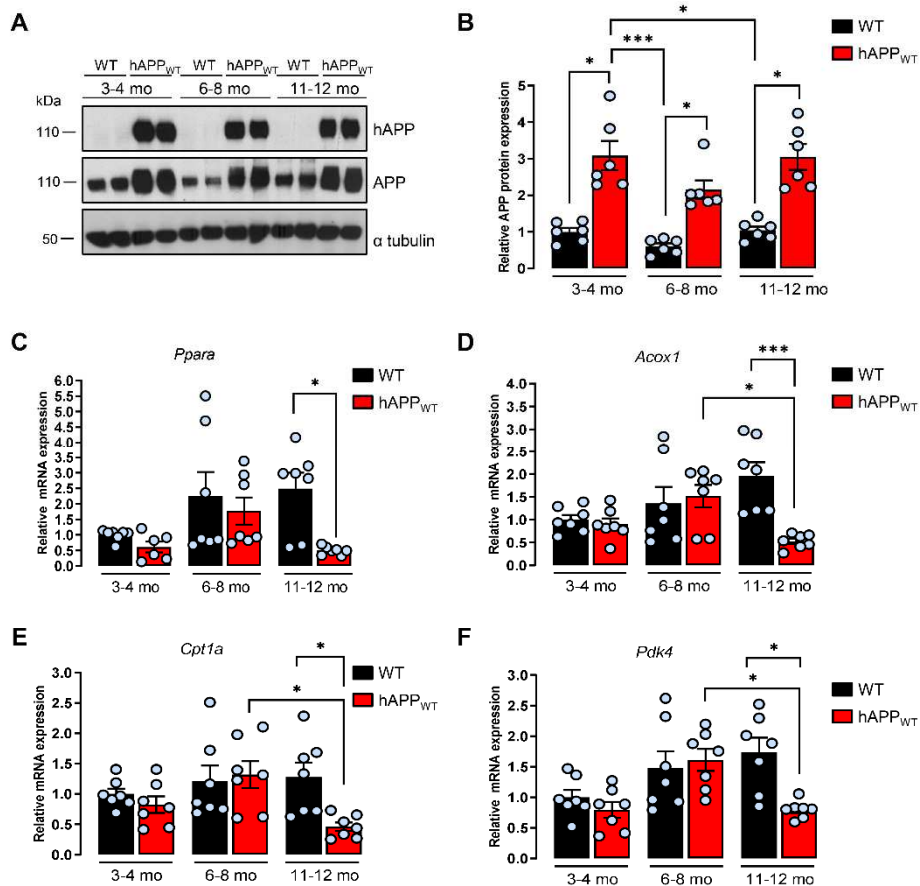 A
WT hAPPWT WT hAPPWT WT hAPPWT
3-4 mo 6-8 mo 11-12 mo
kDa
110 hAPP
110 APP
50 α tubulin
B
WT
hAPPWT
* *** * * *
Relative APP protein expression
5
4
3
2
1
0
3-4 mo 6-8 mo 11-12 mo
C
Ppara
WT
hAPPWT
*
Relative mRNA expression
6.0
5.5
5.0
4.5
4.0
3.5
3.0
2.5
2.0
1.5
1.0
0.5
0.0
3-4 mo 6-8 mo 11-12 mo
D
Acox1
WT
hAPPWT
***
*
Relative mRNA expression
4.0
3.5
3.0
2.5
2.0
1.5
1.0
0.5
0.0
3-4 mo 6-8 mo 11-12 mo
E
Cpt1a
WT
hAPPWT
*
*
Relative mRNA expression
3.0
2.5
2.0
1.5
1.0
0.5
0.0
3-4 mo 6-8 mo 11-12 mo
F
Pdk4
WT
hAPPWT
*
*
Relative mRNA expression
3.0
2.5
2.0
1.5
1.0
0.5
0.0
3-4 mo 6-8 mo 11-12 mo